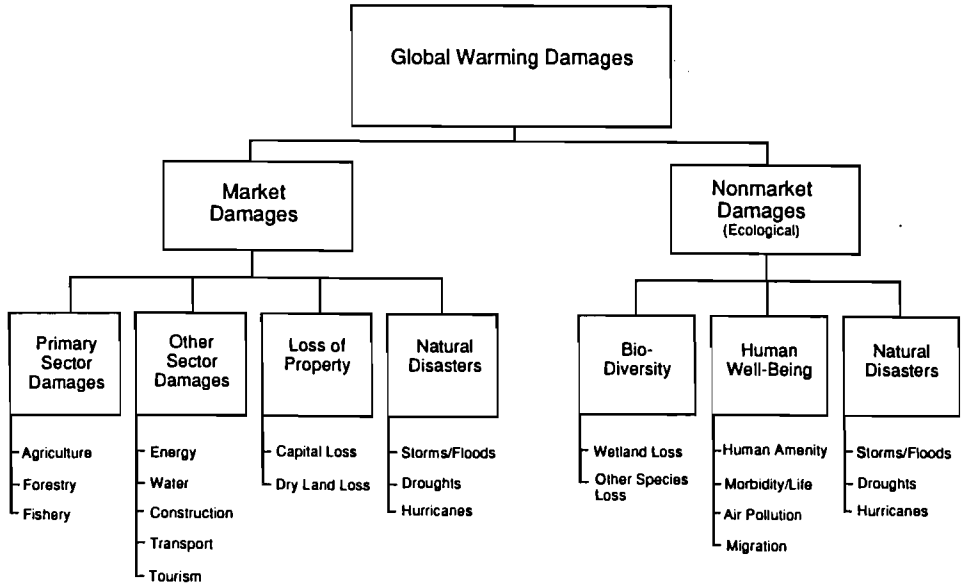 Global Warming Damages
Market
Damages
Nonmarket
Damages
(Ecological)
Primary
Sector
Damages
Agriculture
Forestry
Fishery
Other
Sector
Damages
Energy
Water
Construction
Transport
Tourism
Loss of
Property
Capital Loss
Dry Land Loss
Natural
Disasters
Storms/Floods
Droughts
Hurricanes
Bio-
Diversity
Wetland Loss
Other Species
Loss
Human
Well-Being
Human Amenity
Morbidity/Life
Air Pollution
Migration
Natural
Disasters
Storms/Floods
Droughts
Hurricanes